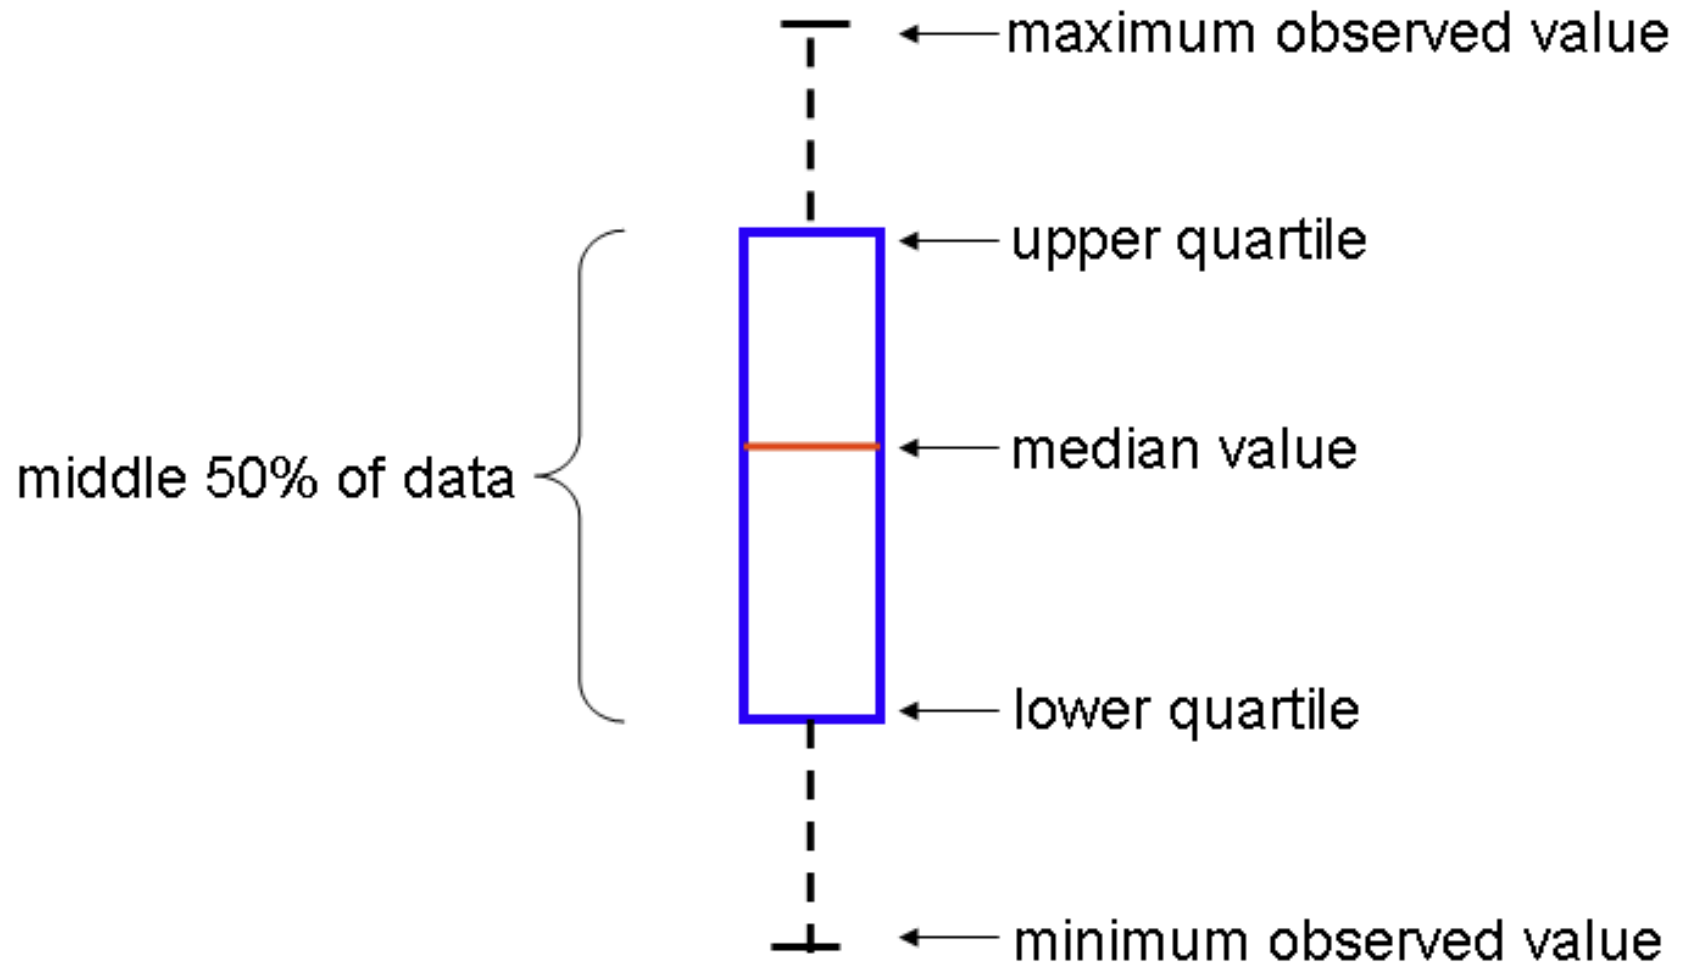 maximum observed value
upper quartile
median value
middle 50% of data
lower quartile
minimum observed value